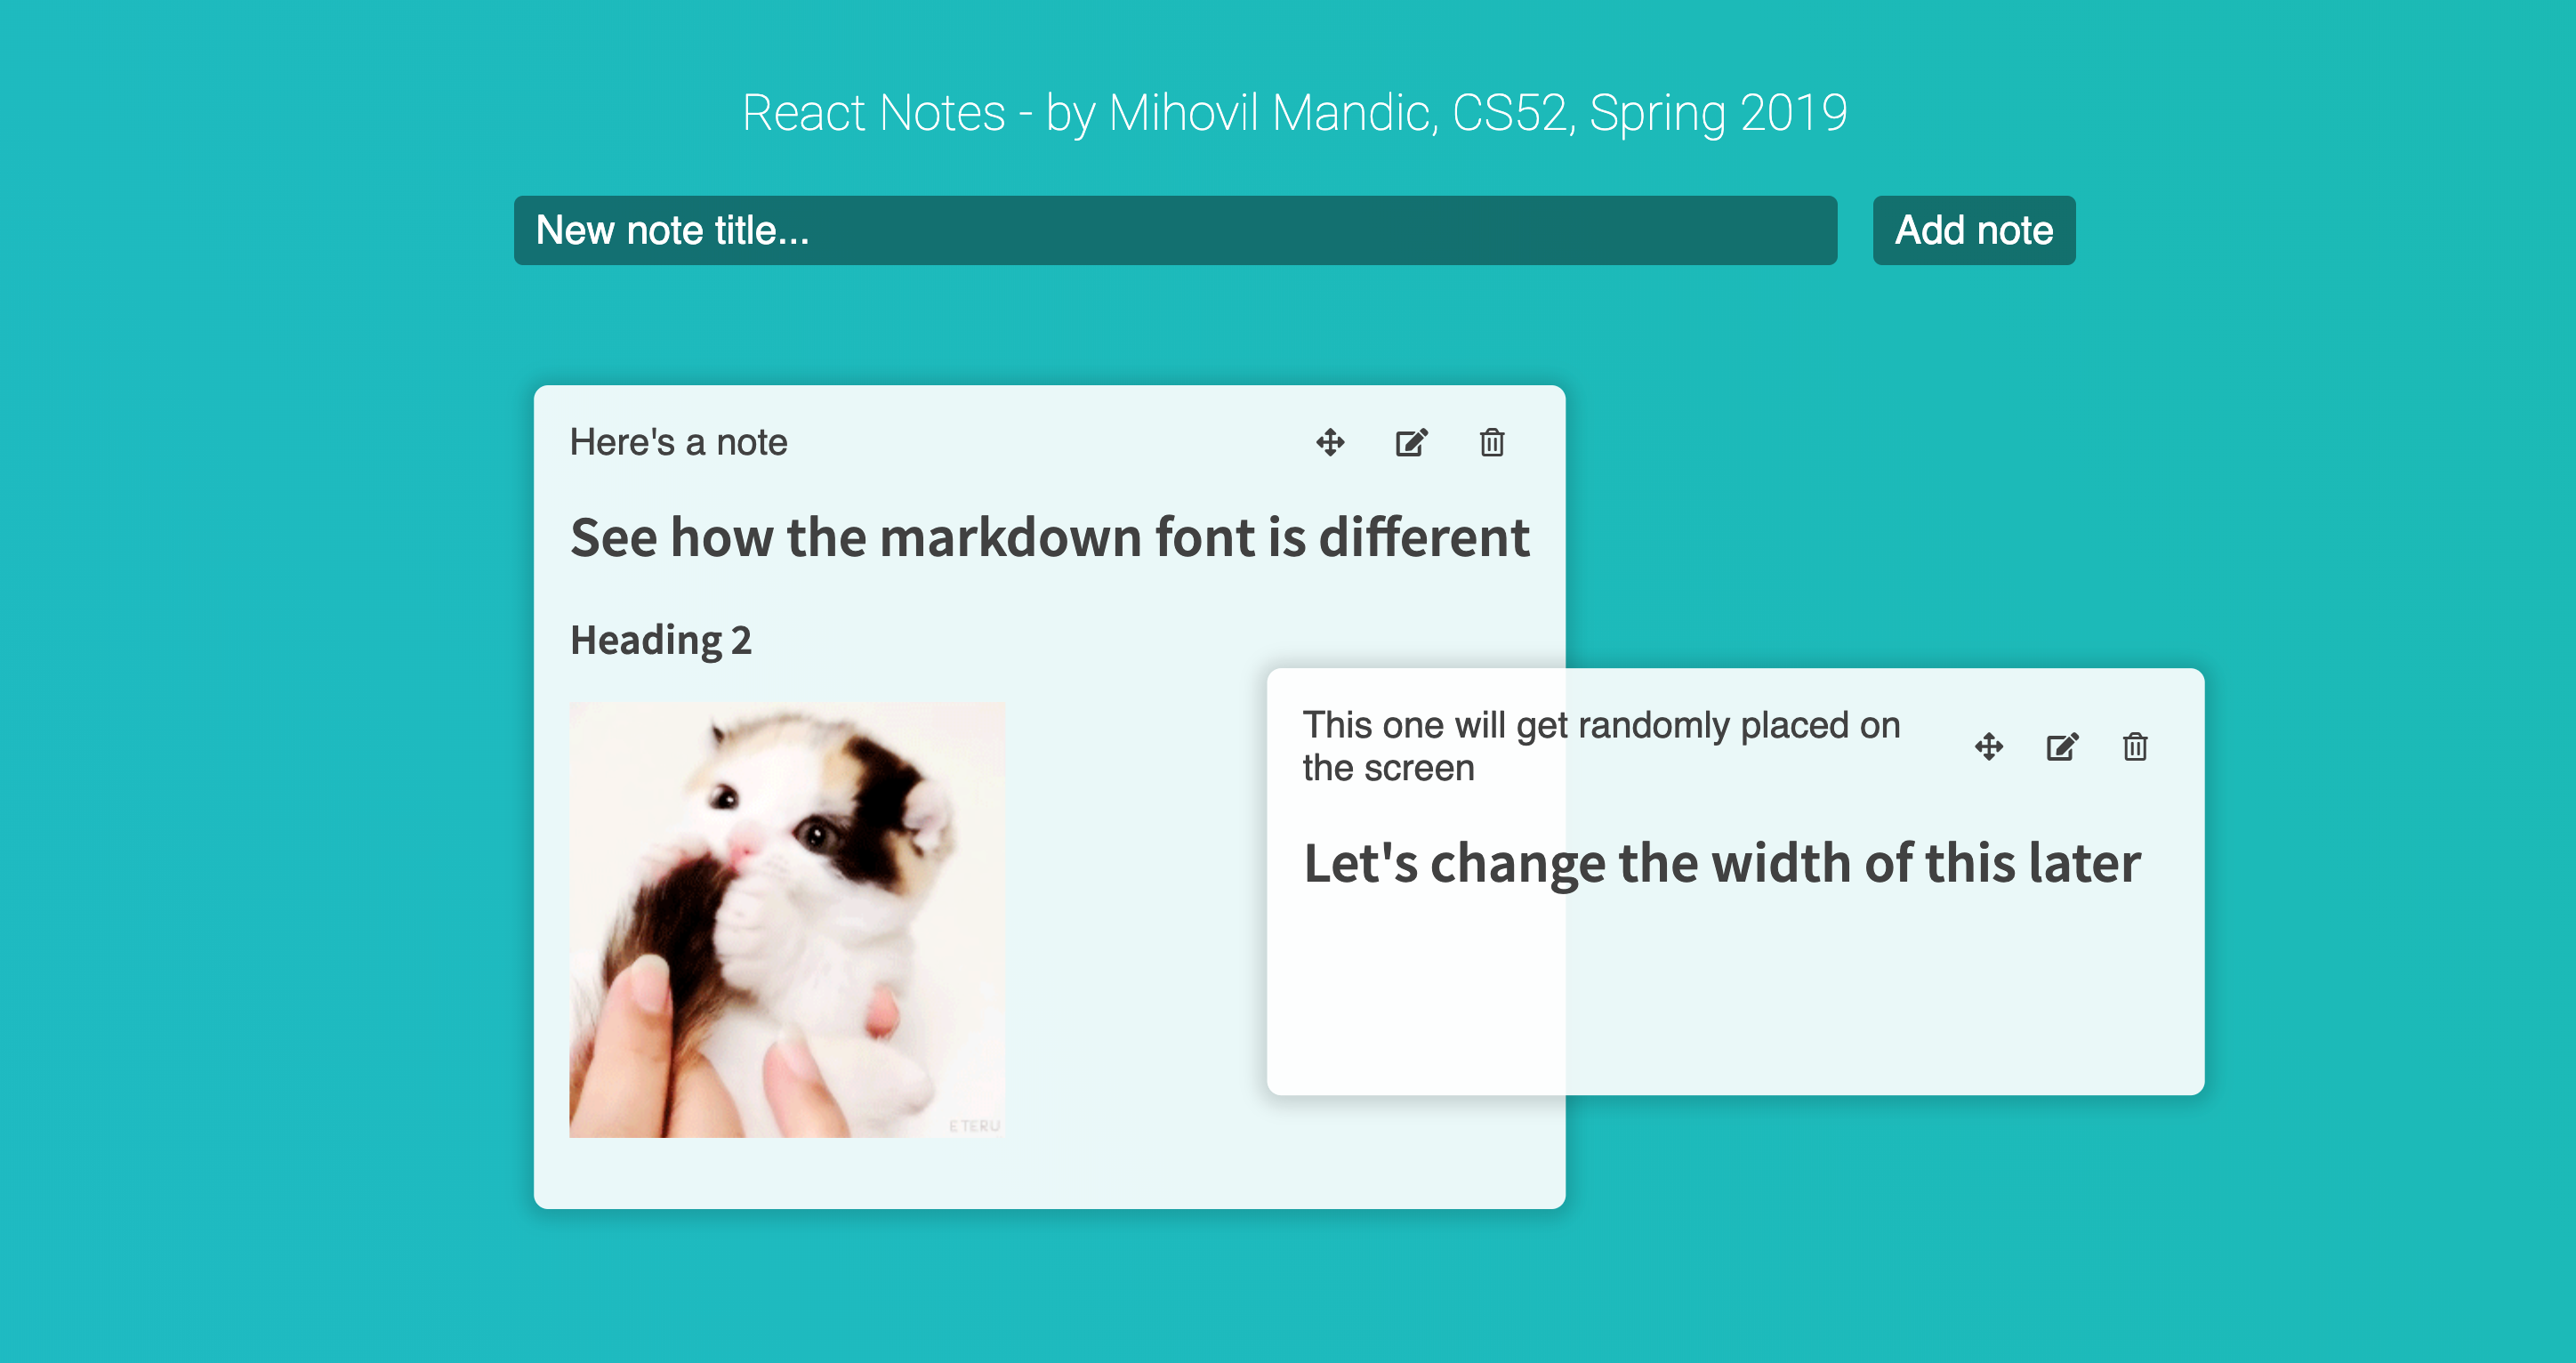 React Notes - by Mihovil Mandic, CS52, Spring 2019
New note title...
Add note
Here's a note
See how the markdown font is different
Heading 2
ETERU
This one will get randomly placed on
the screen
Let's change the width of this later